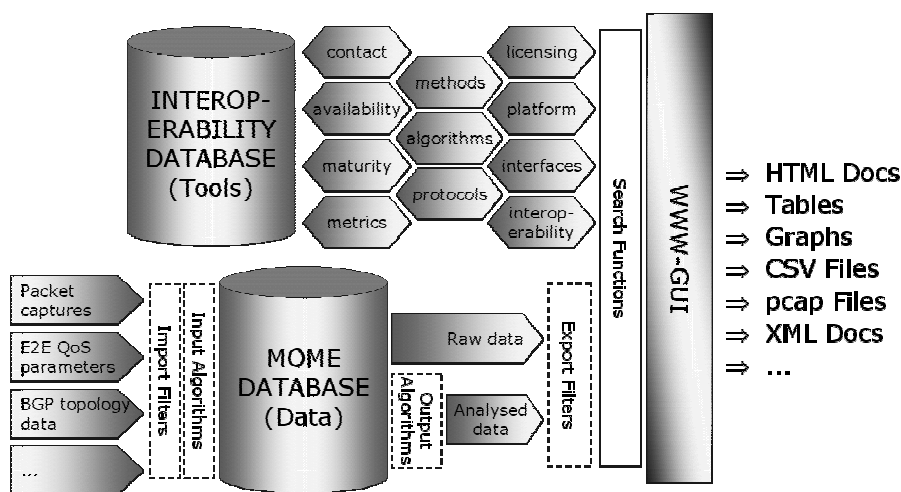 INTEROP-
ERABILITY
DATABASE
(Tools)
contact
availability
maturity
metrics
methods
algorithms
protocols
licensing
platform
interfaces
interop-
erability
Search Functions
WWW-GUI
⇒ HTML Docs
⇒ Tables
⇒ Graphs
⇒ CSV Files
⇒ pcap Files
⇒ XML Docs
⇒ ...
Packet
captures
E2E QoS
parameters
BGP topology
data
...
Import Filters
Input Algorithms
MOME
DATABASE
(Data)
Raw data
Output
Algorithms
Analysed
data
Export Filters